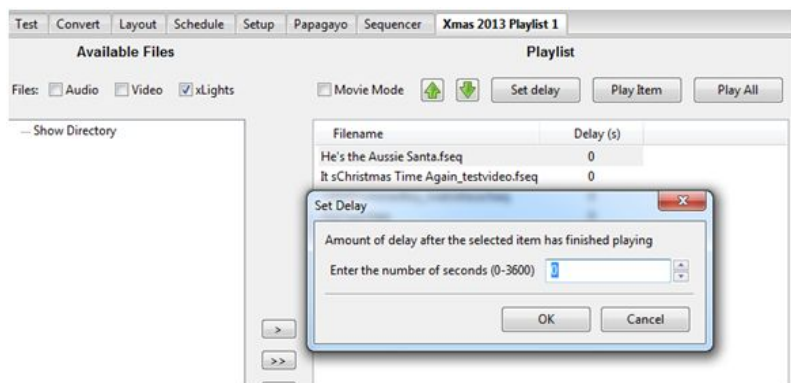 Test Convert Layout Schedule Setup Papagayo Sequencer Xmas 2013 Playlist 1
Available Files
Playlist
Files: Audio Video xLights
Movie Mode Set delay Play Item Play All
Show Directory
Filename Delay (s)
He's the Aussie Santa.fseq 0
It sChristmas Time Again_testvideo.fseq 0
Set Delay
Amount of delay after the selected item has finished playing
Enter the number of seconds (0-3600) 0
OK Cancel
>
>>